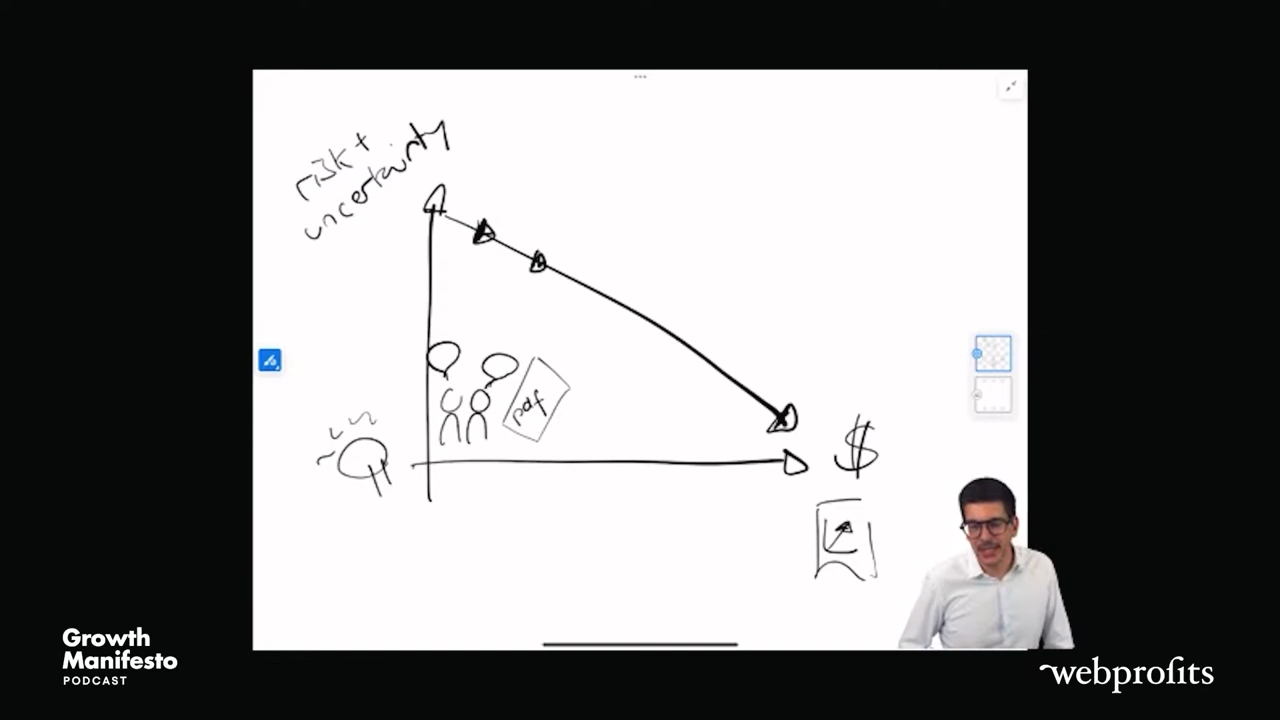 risk +
uncertainty
pdf
$
Growth
Manifesto
PODCAST
webprofits